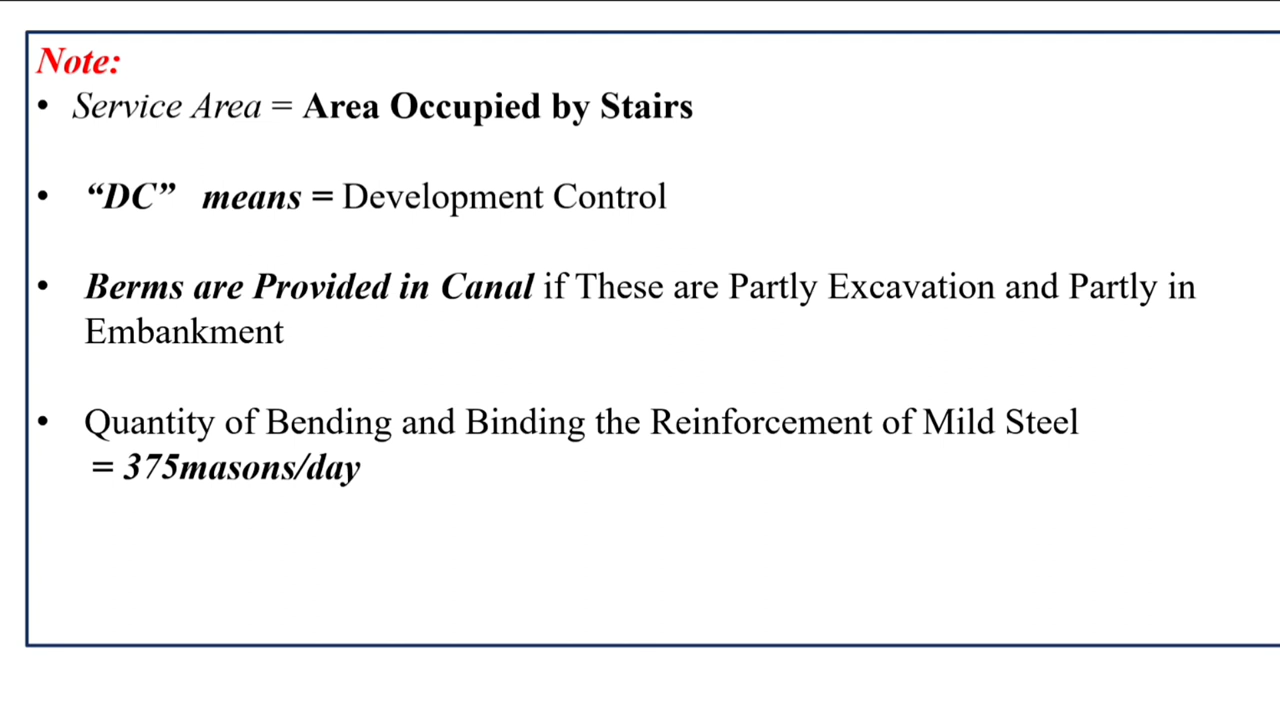 Note:
• Service Area = Area Occupied by Stairs
• “DC” means = Development Control
• Berms are Provided in Canal if These are Partly Excavation and Partly in
Embankment
• Quantity of Bending and Binding the Reinforcement of Mild Steel
= 375masons/day